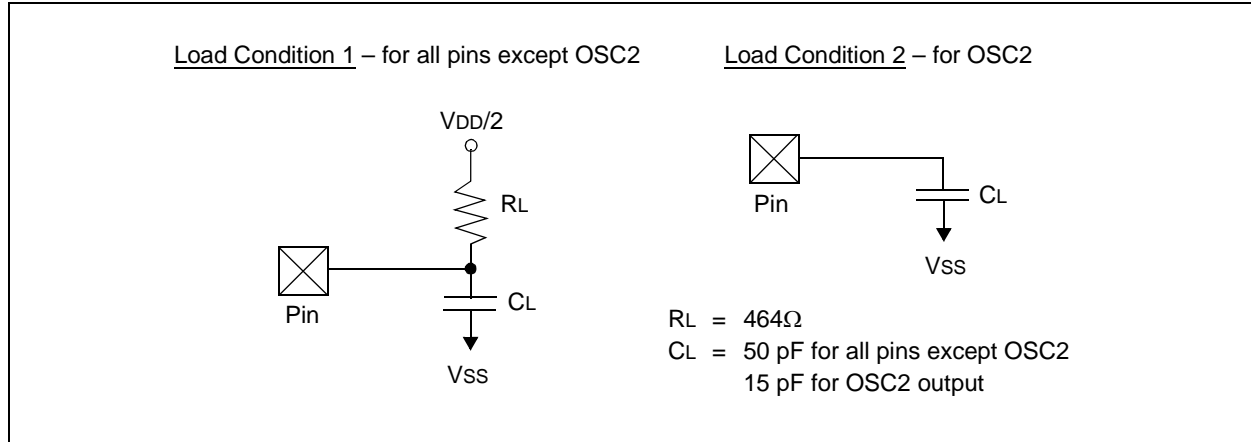 Load Condition 1 – for all pins except OSC2
Load Condition 2 – for OSC2
VDD/2
RL
Pin
CL
VSS
Pin
CL
VSS
RL = 464Ω
CL = 50 pF for all pins except OSC2
15 pF for OSC2 output